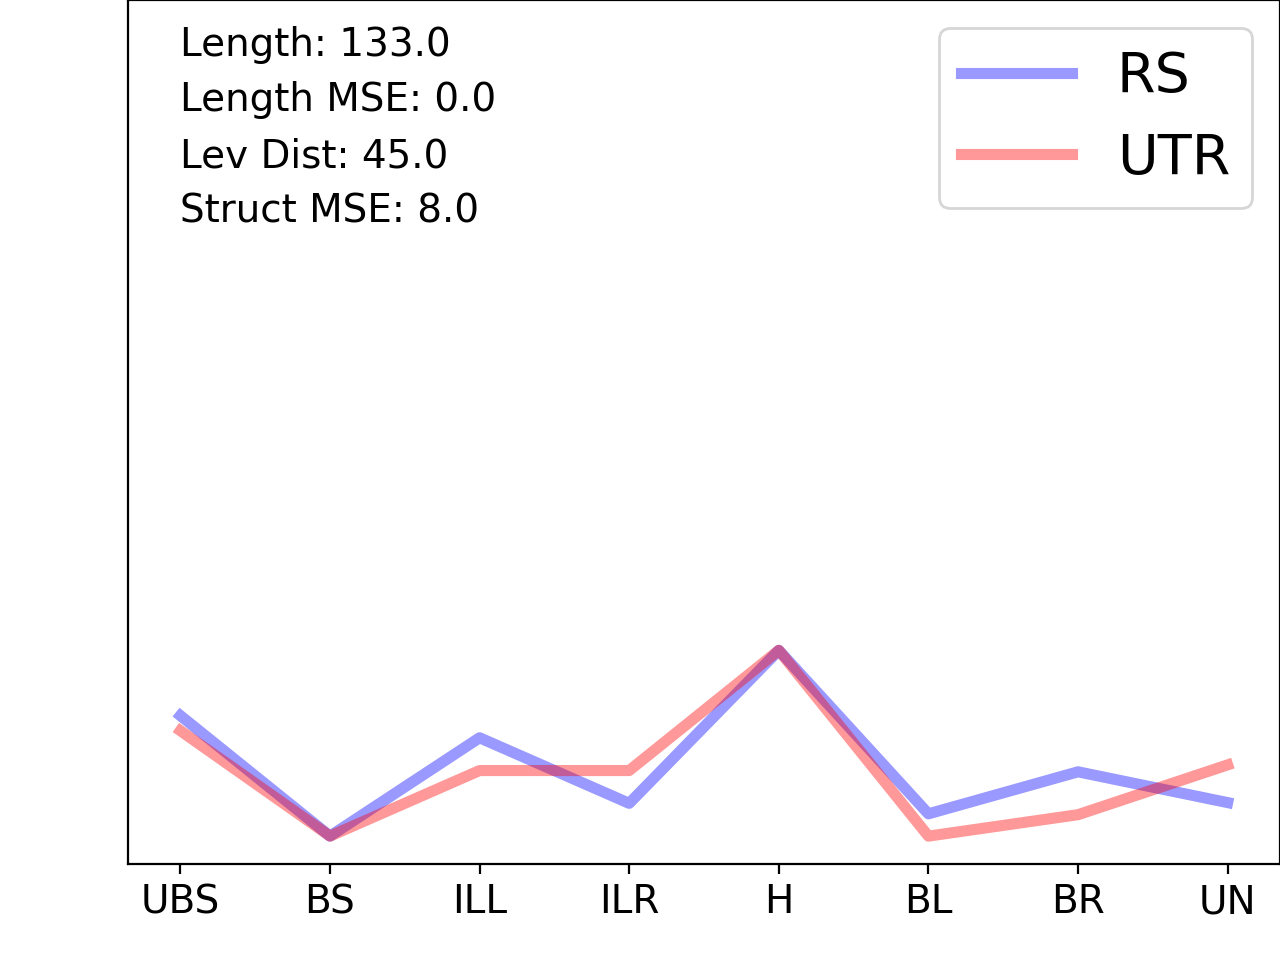 Length: 133.0
Length MSE: 0.0
Lev Dist: 45.0
Struct MSE: 8.0
RS
UTR
UBS BS ILL ILR H BL BR UN